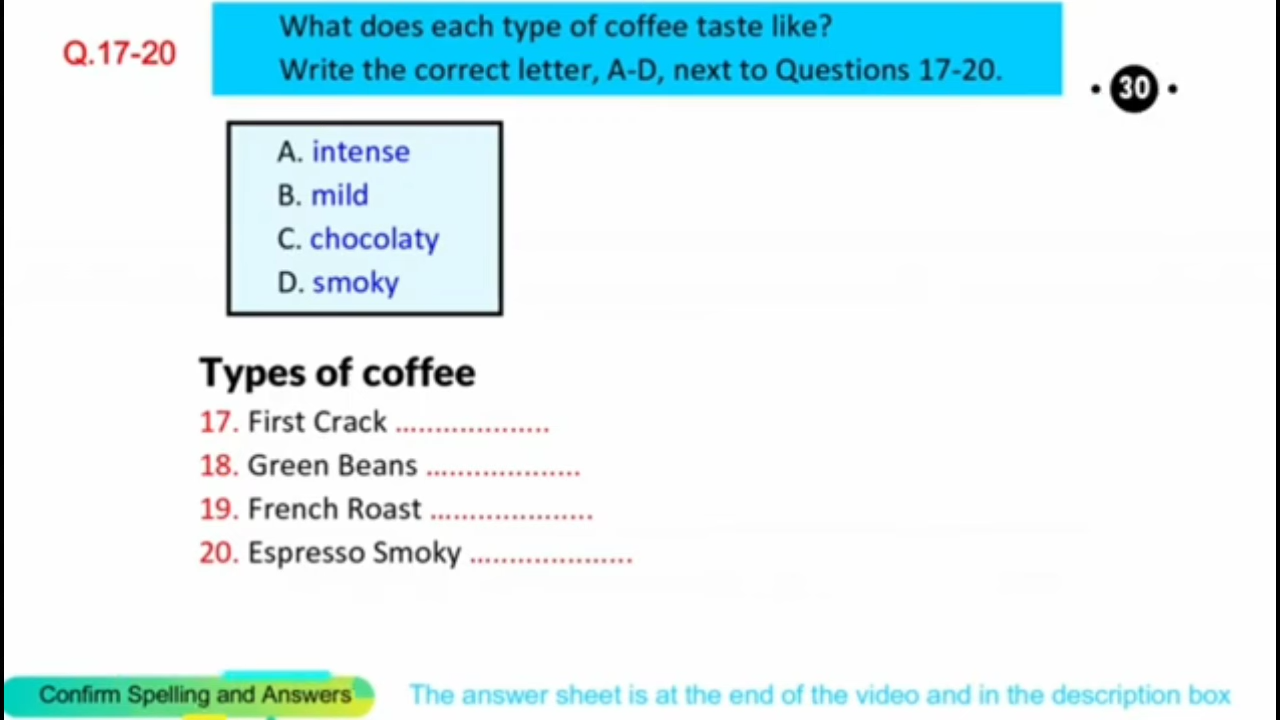 Q.17-20
What does each type of coffee taste like?
Write the correct letter, A-D, next to Questions 17-20.
• 30 •
A. intense
B. mild
C. chocolaty
D. smoky
Types of coffee
17. First Crack ...................
18. Green Beans ...................
19. French Roast ....................
20. Espresso Smoky ....................
Confirm Spelling and Answers
The answer sheet is at the end of the video and in the description box